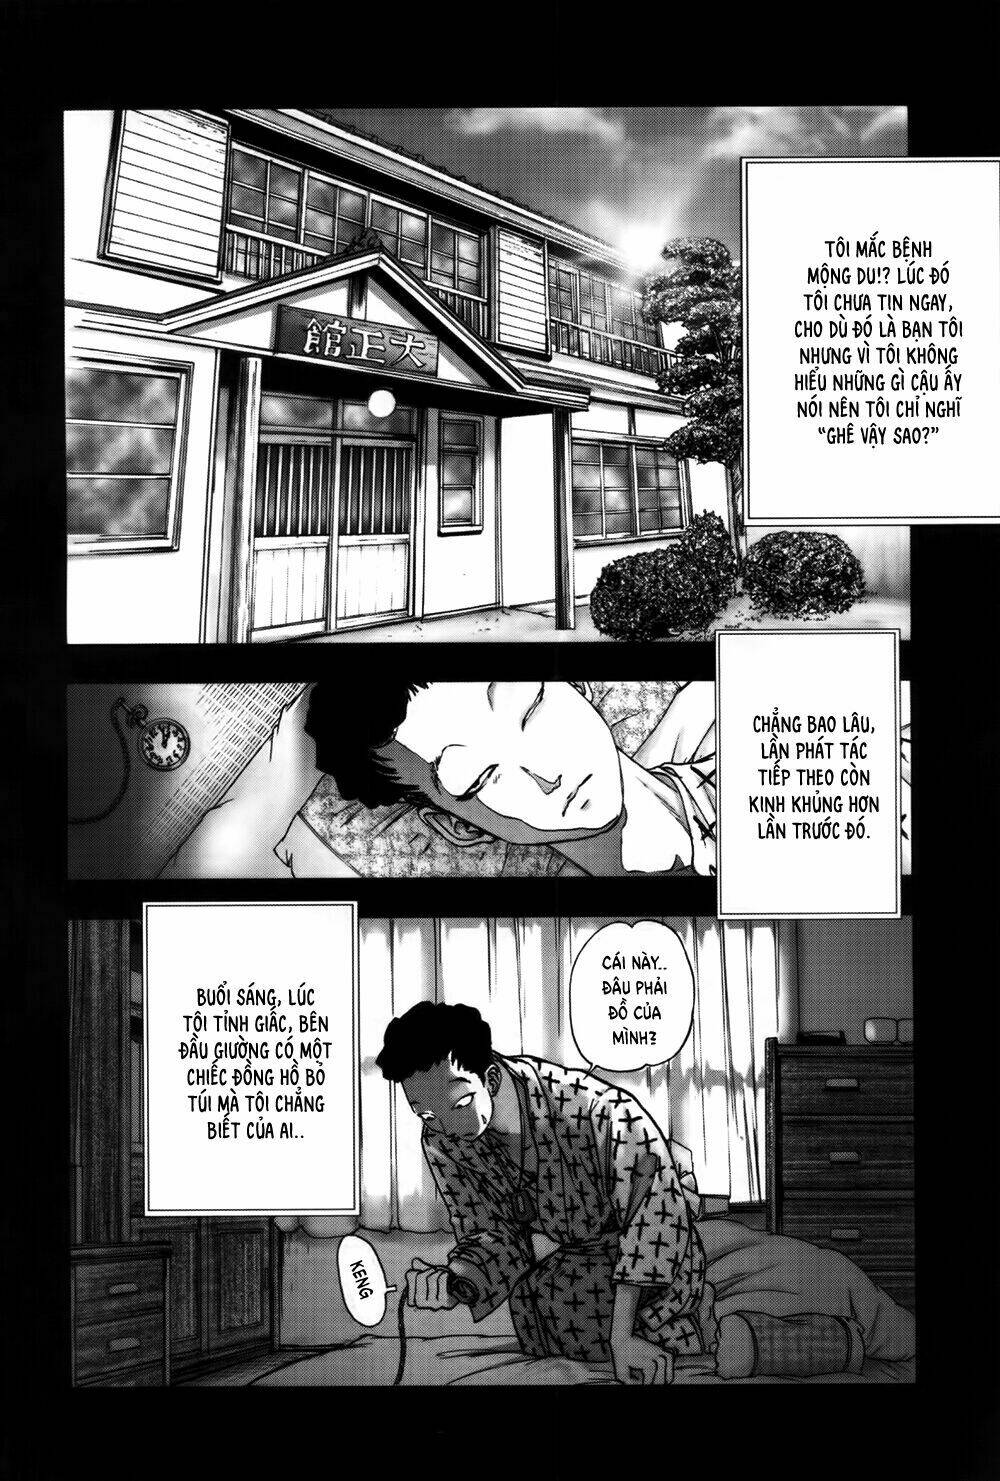 TÔI MẮC BỆNH
MỘNG DU!? LÚC ĐÓ
TÔI CHƯA TIN NGAY,
CHO DÙ ĐÓ LÀ BẠN TÔI
NHƯNG VÌ TÔI KHÔNG
HIỂU NHỮNG GÌ CẬU ẤY
NÓI NÊN TÔI CHỈ NGHĨ
“GHÊ VẬY SAO?”
館正大
CHẲNG BAO LÂU,
LẦN PHÁT TÁC
TIẾP THEO CÒN
KINH KHỦNG HƠN
LẦN TRƯỚC ĐÓ.
CÁI NÀY..
ĐÂU PHẢI
ĐỒ CỦA
MÌNH?
BUỔI SÁNG, LÚC
TÔI TỈNH GIẤC, BÊN
ĐẦU GIƯỜNG CÓ MỘT
CHIẾC ĐỒNG HỒ BỎ
TÚI MÀ TÔI CHẲNG
BIẾT CỦA AI..
KENG